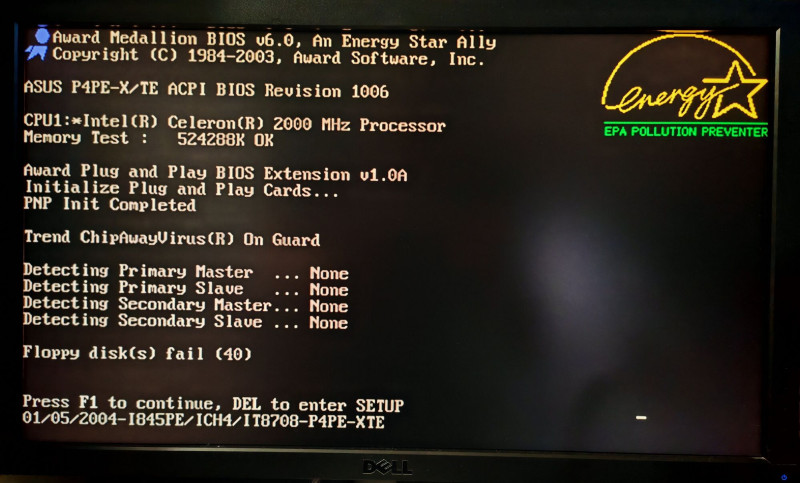 Award Medallion BIOS v6.0, An Energy Star Ally
Copyright (C) 1984-2003, Award Software, Inc.
energy
EPA POLLUTION PREVENTER
ASUS P4PE-X/TE ACPI BIOS Revision 1006
CPU1:*Intel(R) Celeron(R) 2000 MHz Processor
Memory Test :   524288K OK
Award Plug and Play BIOS Extension v1.0A
Initialize Plug and Play Cards...
PNP Init Completed
Trend ChipAwayVirus(R) On Guard
Detecting Primary Master   ... None
Detecting Primary Slave    ... None
Detecting Secondary Master... None
Detecting Secondary Slave ... None
Floppy disk(s) fail (40)
Press F1 to continue, DEL to enter SETUP
01/05/2004-I845PE/ICH4/IT8708-P4PE-XTE
DELL